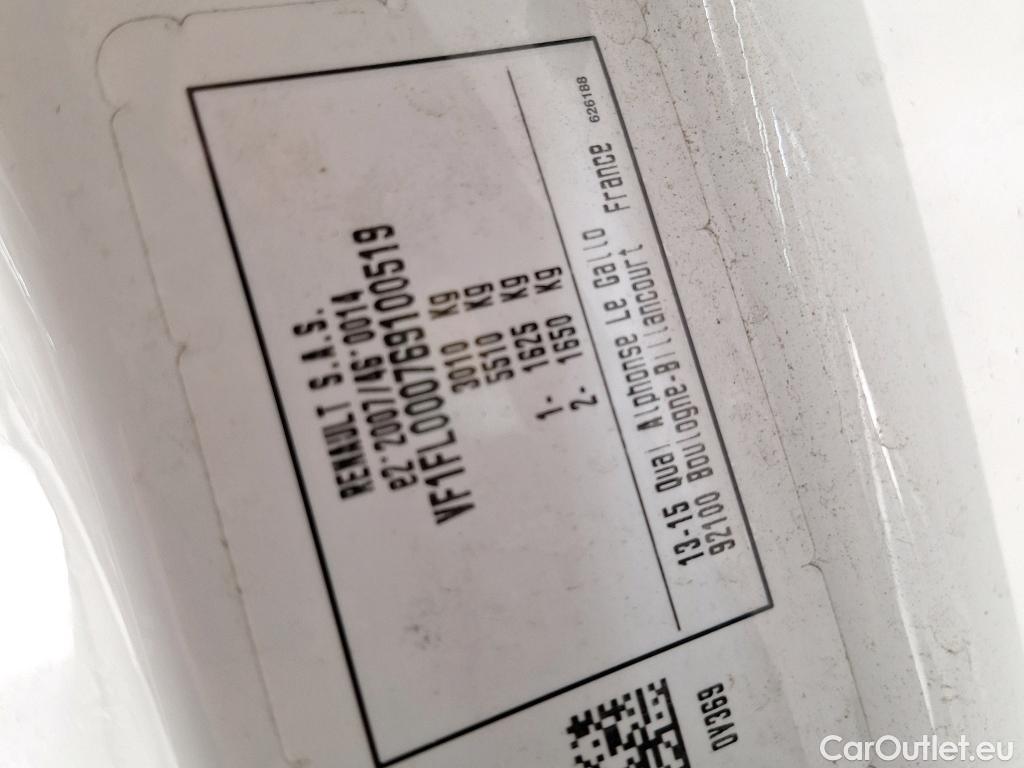 RENAULT S.A.S.
e2*2007/46*0014
VF1FL000769100519
3010 Kg
5510 Kg
1- 1625 Kg
2- 1650 Kg
13-15 Quai Alphonse Le Gallo
92100 Boulogne-Billancourt France
626188
0V369
CarOutlet.eu